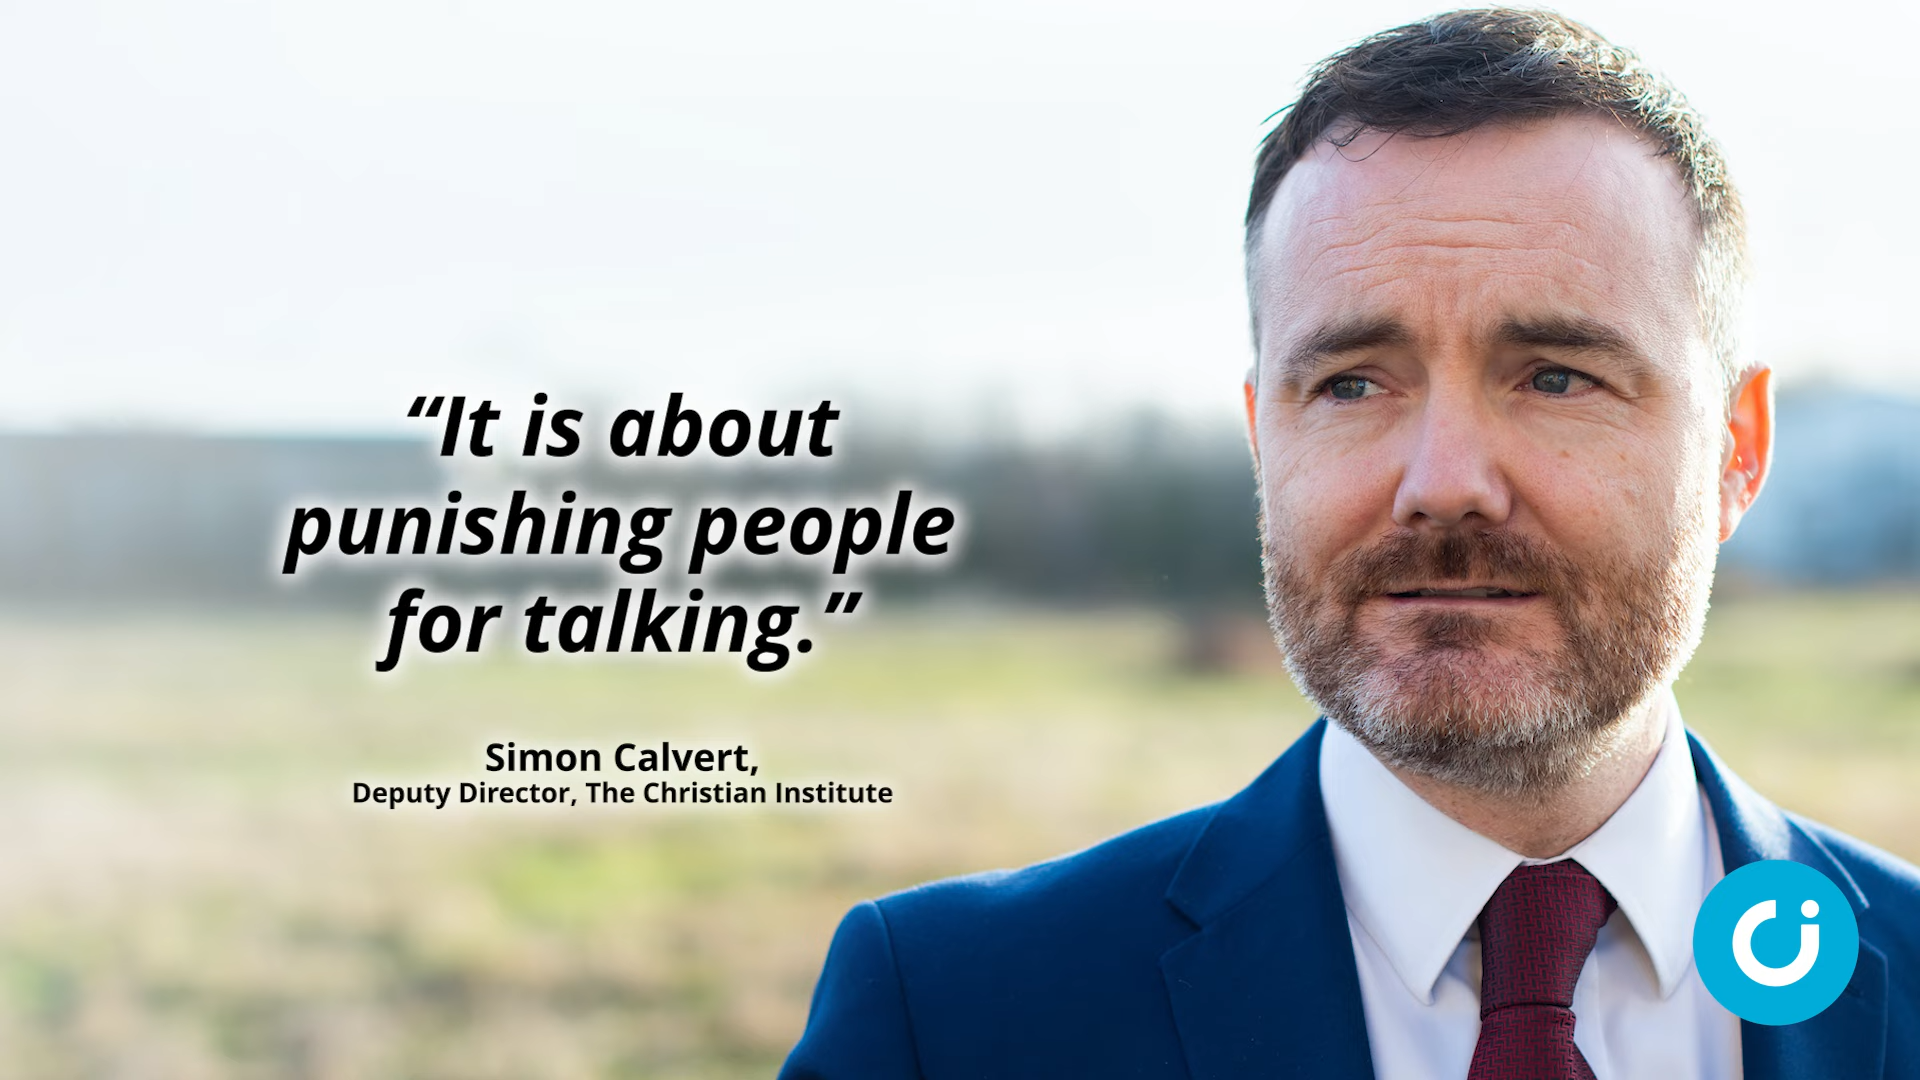 “It is about
punishing people
for talking.”
Simon Calvert,
Deputy Director, The Christian Institute